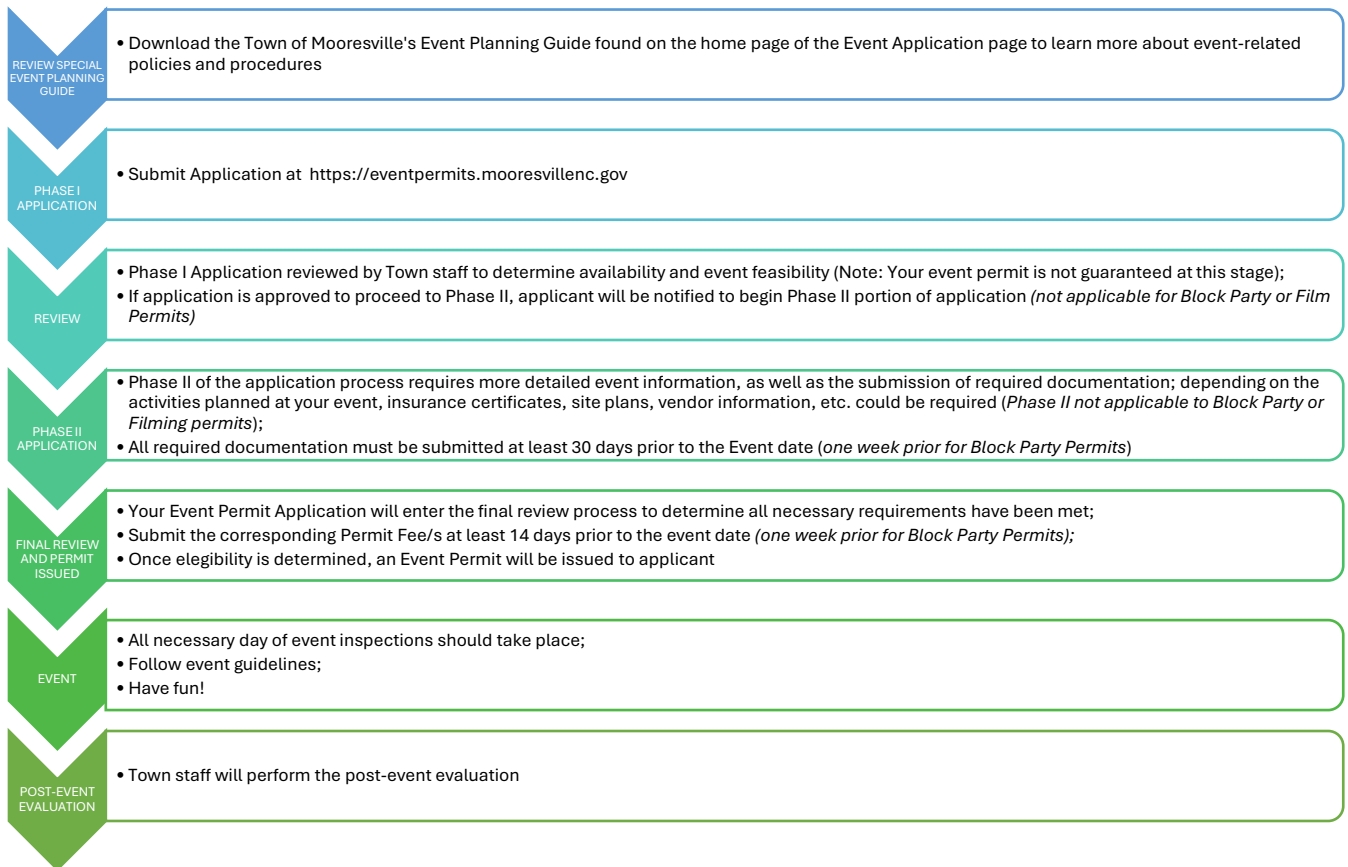 REVIEW SPECIAL
EVENT PLANNING
GUIDE
• Download the Town of Mooresville's Event Planning Guide found on the home page of the Event Application page to learn more about event-related
policies and procedures
PHASE I
APPLICATION
• Submit Application at https://eventpermits.mooresvillenc.gov
REVIEW
• Phase I Application reviewed by Town staff to determine availability and event feasibility (Note: Your event permit is not guaranteed at this stage);
• If application is approved to proceed to Phase II, applicant will be notified to begin Phase II portion of application (not applicable for Block Party or Film
Permits)
PHASE II
APPLICATION
• Phase II of the application process requires more detailed event information, as well as the submission of required documentation; depending on the
activities planned at your event, insurance certificates, site plans, vendor information, etc. could be required (Phase II not applicable to Block Party or
Filming permits);
• All required documentation must be submitted at least 30 days prior to the Event date (one week prior for Block Party Permits)
FINAL REVIEW
AND PERMIT
ISSUED
• Your Event Permit Application will enter the final review process to determine all necessary requirements have been met;
• Submit the corresponding Permit Fee/s at least 14 days prior to the event date (one week prior for Block Party Permits);
• Once elegibility is determined, an Event Permit will be issued to applicant
EVENT
• All necessary day of event inspections should take place;
• Follow event guidelines;
• Have fun!
POST-EVENT
EVALUATION
• Town staff will perform the post-event evaluation